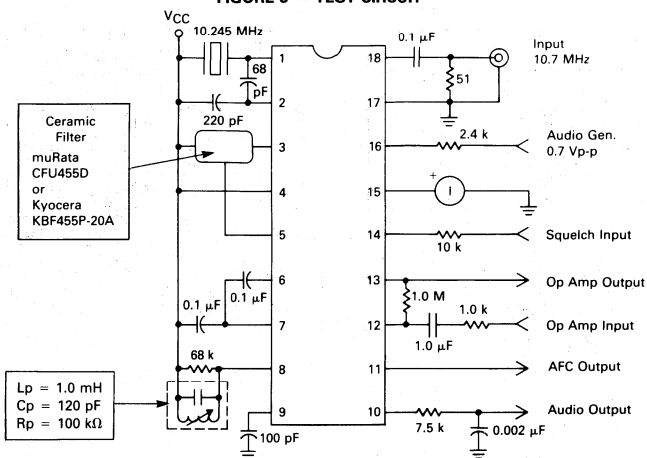 FIGURE 3 — TEST CIRCUIT
VCC
10.245 MHz
68
pF
220 pF
Ceramic
Filter
muRata
CFU455D
or
Kyocera
KBF455P-20A
0.1 μF
0.1 μF
68 k
Lp = 1.0 mH
Cp = 120 pF
Rp = 100 kΩ
100 pF
1
2
3
4
5
6
7
8
9
18
17
16
15
14
13
12
11
10
0.1 μF
Input
10.7 MHz
51
2.4 k
Audio Gen.
0.7 Vp-p
+
I
10 k
Squelch Input
Op Amp Output
1.0 M
1.0 k
Op Amp Input
1.0 μF
AFC Output
Audio Output
7.5 k
0.002 μF